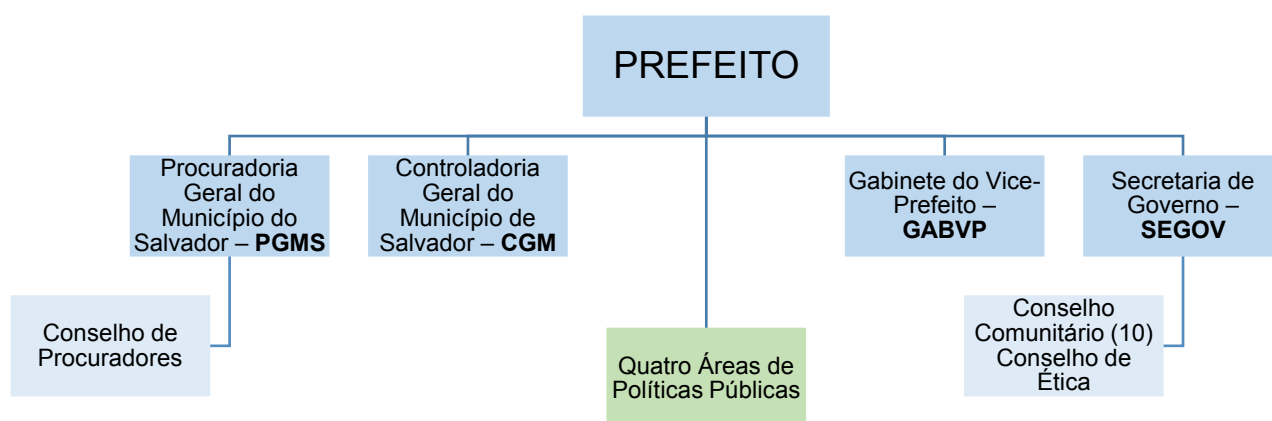 PREFEITO
Procuradoria
Geral do
Município do
Salvador – PGMS
Controladoria
Geral do
Município de
Salvador – CGM
Gabinete do Vice-
Prefeito –
GABVP
Secretaria de
Governo –
SEGOV
Conselho de
Procuradores
Quatro Áreas de
Políticas Públicas
Conselho
Comunitário (10)
Conselho de
Ética